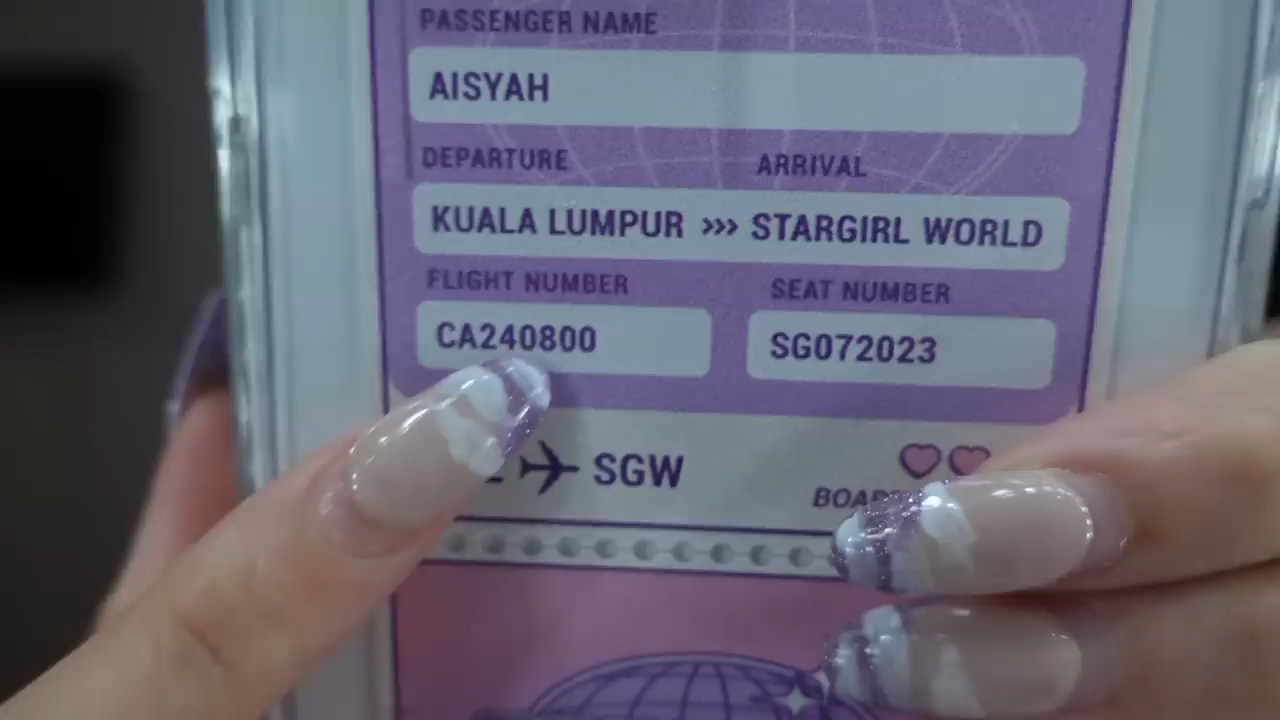 PASSENGER NAME
AISYAH
DEPARTURE ARRIVAL
KUALA LUMPUR >>> STARGIRL WORLD
FLIGHT NUMBER SEAT NUMBER
CA240800 SG072023
SGW